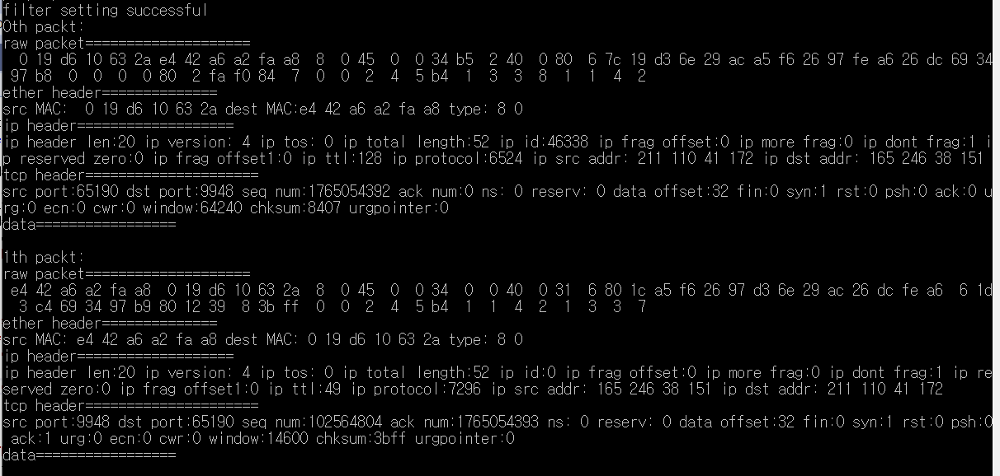 filter setting successful
0th packt:
raw packet====================
  0 19 d6 10 63 2a e4 42 a6 a2 fa a8  8  0 45  0  0 34 b5  2 40  0 80  6 7c 19 d3 6e 29 ac a5 f6 26 97 fe a6 26 dc 69 34
 97 b8  0  0  0  0 80  2 fa f0 84  7  0  0  2  4  5 b4  1  3  3  8  1  1  4  2
ether header==============
src MAC:  0 19 d6 10 63 2a dest MAC:e4 42 a6 a2 fa a8 type: 8 0
ip header===================
ip header len:20 ip version: 4 ip tos: 0 ip total length:52 ip id:46338 ip frag offset:0 ip more frag:0 ip dont frag:1 i
p reserved zero:0 ip frag offset1:0 ip ttl:128 ip protocol:6524 ip src addr: 211 110 41 172 ip dst addr: 165 246 38 151
tcp header=====================
src port:65190 dst port:9948 seq num:1765054392 ack num:0 ns: 0 reserv: 0 data offset:32 fin:0 syn:1 rst:0 psh:0 ack:0 u
rg:0 ecn:0 cwr:0 window:64240 chksum:8407 urgpointer:0
data=================
1th packt:
raw packet====================
 e4 42 a6 a2 fa a8  0 19 d6 10 63 2a  8  0 45  0  0 34  0  0 40  0 31  6 80 1c a5 f6 26 97 d3 6e 29 ac 26 dc fe a6  6 1d
  3 c4 69 34 97 b9 80 12 39  8 3b ff  0  0  2  4  5 b4  1  1  4  2  1  3  3  7
ether header==============
src MAC: e4 42 a6 a2 fa a8 dest MAC: 0 19 d6 10 63 2a type: 8 0
ip header===================
ip header len:20 ip version: 4 ip tos: 0 ip total length:52 ip id:0 ip frag offset:0 ip more frag:0 ip dont frag:1 ip re
served zero:0 ip frag offset1:0 ip ttl:49 ip protocol:7296 ip src addr: 165 246 38 151 ip dst addr: 211 110 41 172
tcp header=====================
src port:9948 dst port:65190 seq num:102564804 ack num:1765054393 ns: 0 reserv: 0 data offset:32 fin:0 syn:1 rst:0 psh:0
 ack:1 urg:0 ecn:0 cwr:0 window:14600 chksum:3bff urgpointer:0
data=================